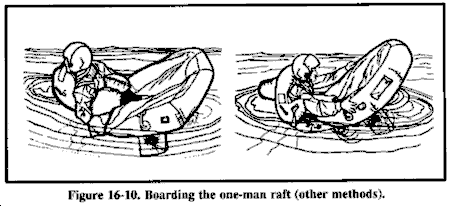 Figure 16-10. Boarding the one-man raft (other methods).